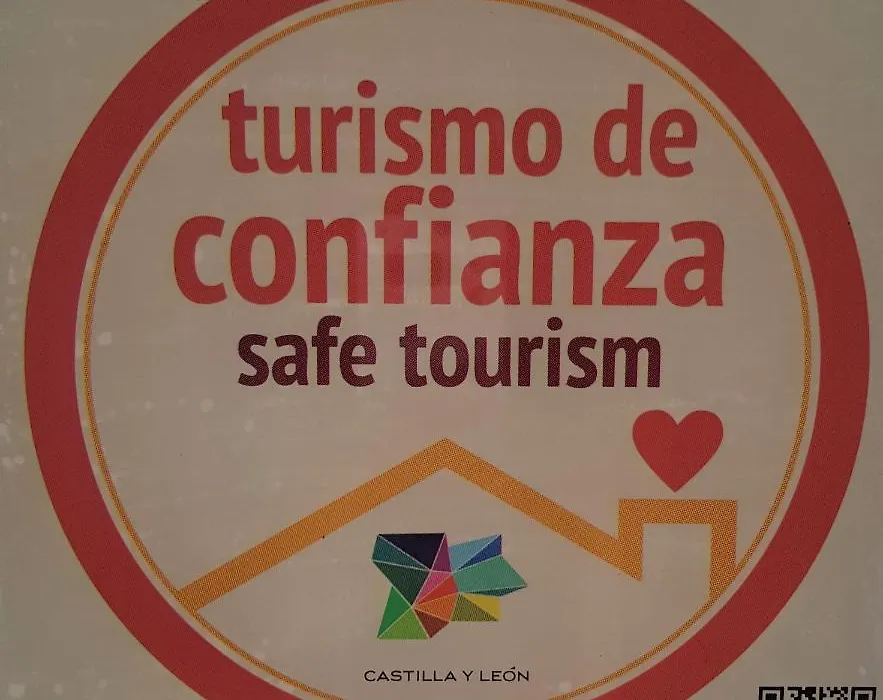 turismo de
confianza
safe tourism
CASTILLA Y LEÓN